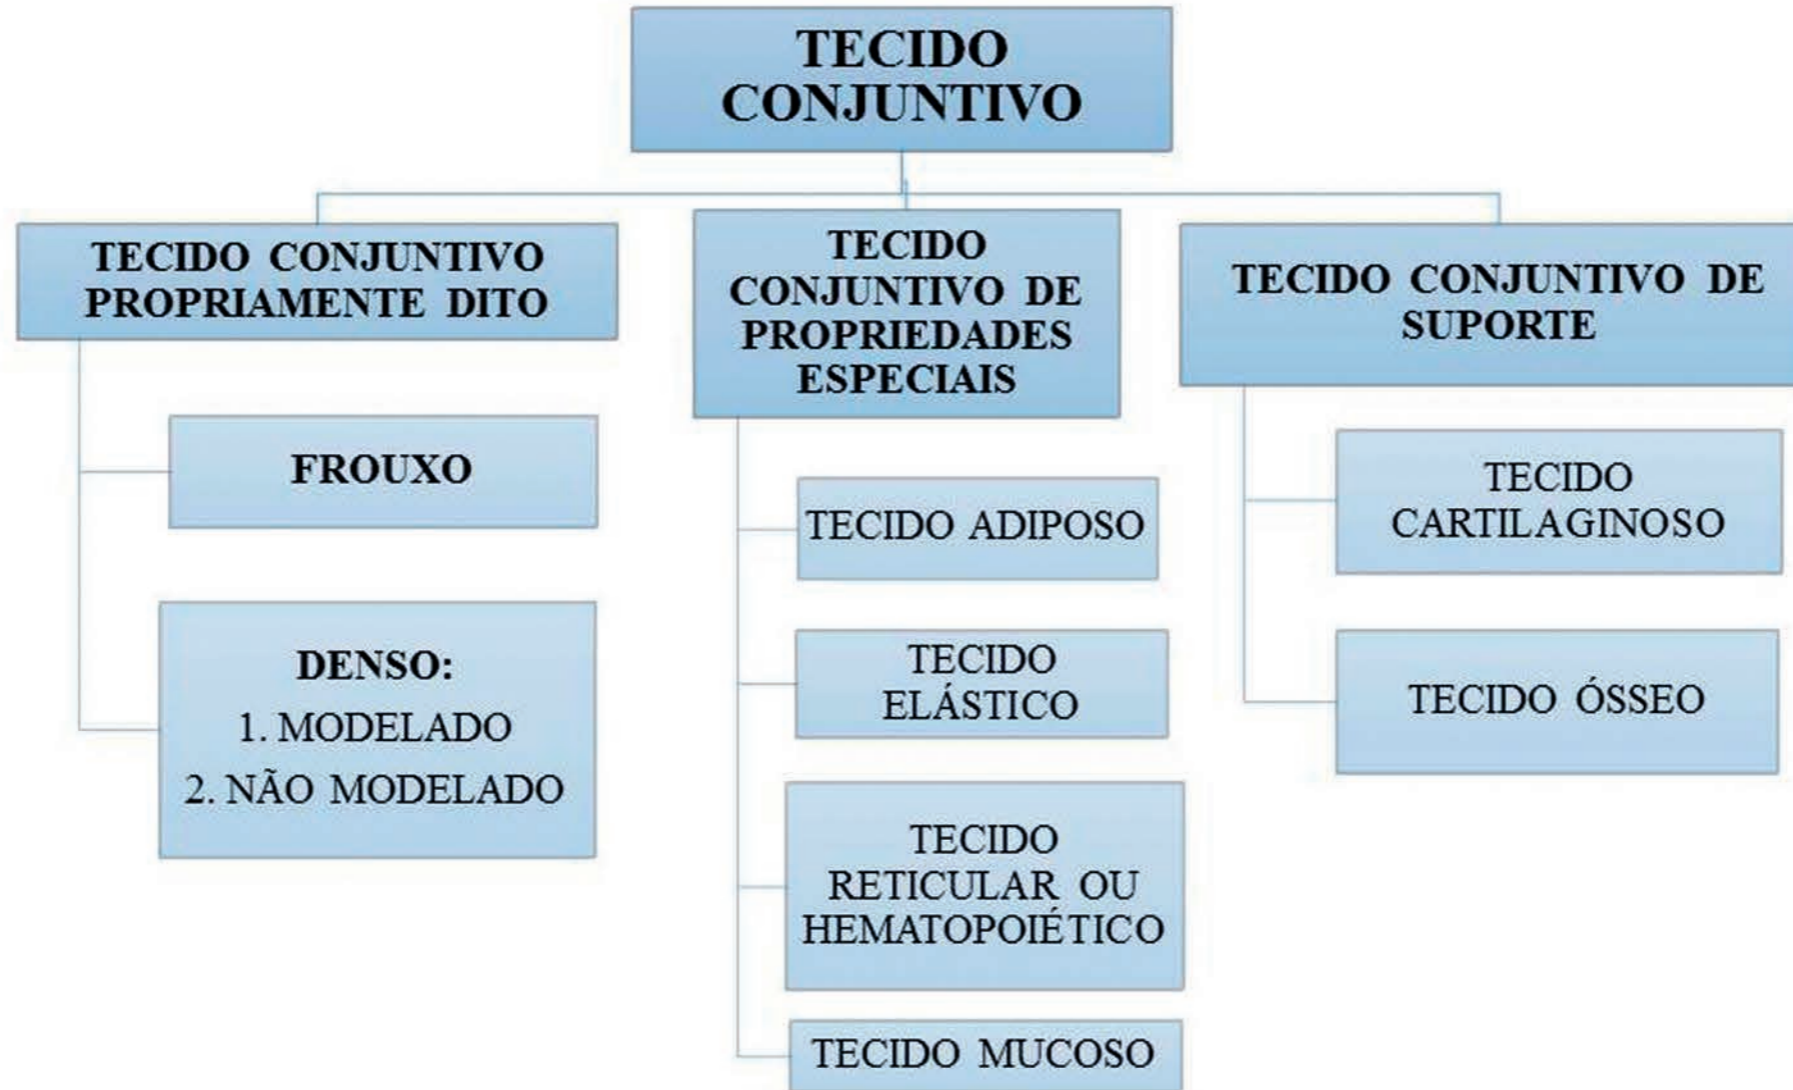 TECIDO
CONJUNTIVO
TECIDO CONJUNTIVO
PROPRIAMENTE DITO
FROUXO
DENSO:
1. MODELADO
2. NÃO MODELADO
TECIDO
CONJUNTIVO DE
PROPRIEDADES
ESPECIAIS
TECIDO ADIPOSO
TECIDO
ELÁSTICO
TECIDO
RETICULAR OU
HEMATOPOIÉTICO
TECIDO MUCOSO
TECIDO CONJUNTIVO DE
SUPORTE
TECIDO
CARTILAGINOSO
TECIDO ÓSSEO